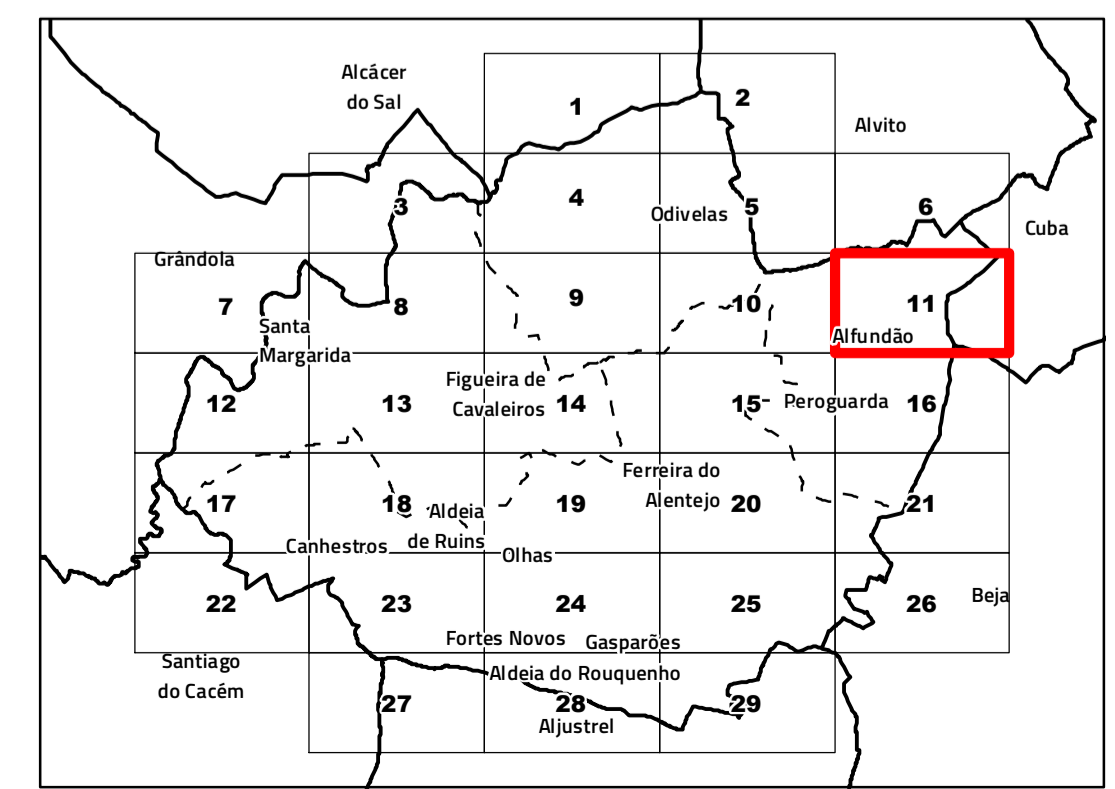 Alcácer
do Sal
1
2
Alvito
3
4
Odivelas
5
6
Cuba
Grândola
7
8
9
10
11
Santa
Margarida
Alfundão
Figueira de
Cavaleiros
12
13
14
15
Peroguarda
16
Ferreira do
Alentejo
17
18
Aldeia
de Ruins
19
20
21
Canhestros
Olhas
22
23
24
25
26
Beja
Fortes Novos
Gasparões
Santiago
do Cacém
Aldeia do Rouquenho
27
28
29
Aljustrel